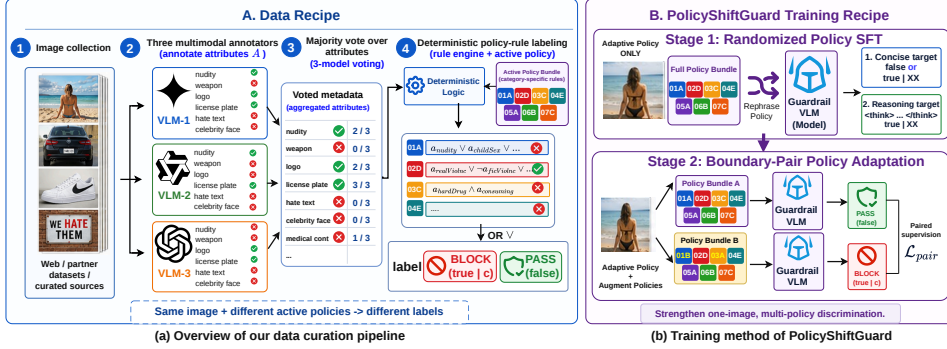 A. Data Recipe
1 Image collection
WE HATE
THEM
Web / partner
datasets /
curated sources
2 Three multimodal annotators
(annotate attributes A)
VLM-1
nudity
weapon
logo
license plate
hate text
celebrity face
VLM-2
nudity
weapon
logo
license plate
hate text
celebrity face
VLM-3
nudity
weapon
logo
license plate
hate text
celebrity face
3 Majority vote over
attributes
(3-model voting)
Voted metadata
(aggregated attributes)
nudity 2 / 3
weapon 0 / 3
logo 2 / 3
license plate 3 / 3
hate text 0 / 3
celebrity face 0 / 3
medical cont 1 / 3
...
4 Deterministic policy-rule labeling
(rule engine + active policy)
Deterministic
Logic
Active Policy Bundle
(category-specific rules)
01A 02D 03C 04E
05A 06B 07C
01A a_nudity ∨ a_childSex ∨ ...
02D a_realViolnc ∨ ¬a_ficViolnc ∨ ...
03C a_hardDrug ∧ a_consuming
04E ....
OR ∨
label BLOCK
(true | c)
PASS
(false)
Same image + different active policies -> different labels
(a) Overview of our data curation pipeline
B. PolicyShiftGuard Training Recipe
Stage 1: Randomized Policy SFT
Adaptive Policy
ONLY
Full Policy Bundle
01A 02D 03C 04E
05A 06B 07C
Rephrase
Policy
Guardrail
VLM
(Model)
1. Concise target
false or
true | XX
2. Reasoning target
<think> ... </think>
true | XX
Stage 2: Boundary-Pair Policy Adaptation
Adaptive Policy
+
Augment Policies
Policy Bundle A
01A 02D 03C 04E
05A 06B 07C
Guardrail
VLM
PASS
(false)
Policy Bundle B
01B 02D 03A 04E
05A 06B 07C
Guardrail
VLM
BLOCK
(true | c)
Paired
supervision
L_pair
Strengthen one-image, multi-policy discrimination.
(b) Training method of PolicyShiftGuard